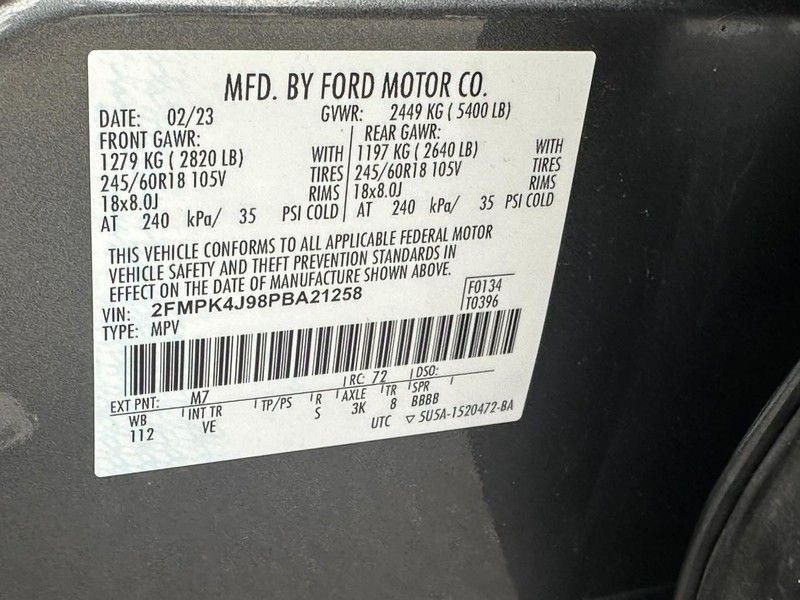 MFD. BY FORD MOTOR CO.
DATE: 02/23 GVWR: 2449 KG ( 5400 LB)
FRONT GAWR: REAR GAWR:
1279 KG ( 2820 LB) WITH 1197 KG ( 2640 LB) WITH
245/60R18 105V TIRES 245/60R18 105V TIRES
18x8.0J RIMS 18x8.0J RIMS
AT 240 kPa/ 35 PSI COLD AT 240 kPa/ 35 PSI COLD
THIS VEHICLE CONFORMS TO ALL APPLICABLE FEDERAL MOTOR
VEHICLE SAFETY AND THEFT PREVENTION STANDARDS IN
EFFECT ON THE DATE OF MANUFACTURE SHOWN ABOVE.
VIN: 2FMPK4J98PBA21258 F0134
TYPE: MPV T0396
EXT PNT: M7 RC: 72 DSO:
WB INT TR TP/PS R AXLE TR SPR
112 VE S 3K 8 BBBB
UTC ▽ 5U5A-1520472-BA